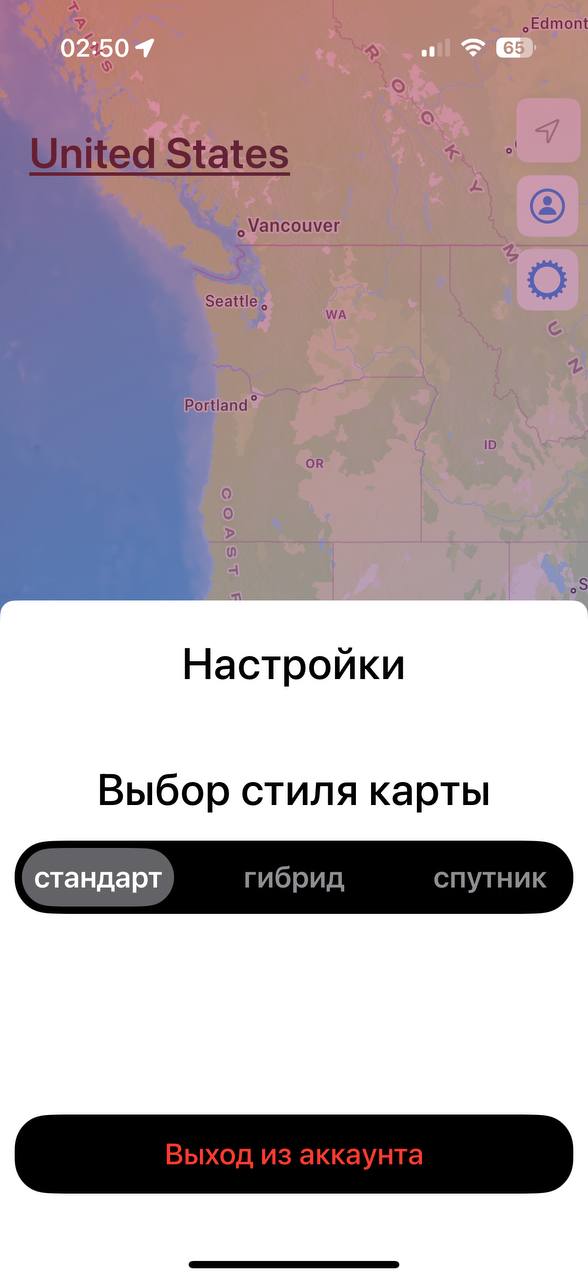 02:50
65
Edmont
TAINS
ROCKY
United States
Vancouver
M
Seattle
WA
U
N
Portland
ID
OR
COAST R
S
Настройки
Выбор стиля карты
стандарт
гибрид
спутник
Выход из аккаунта